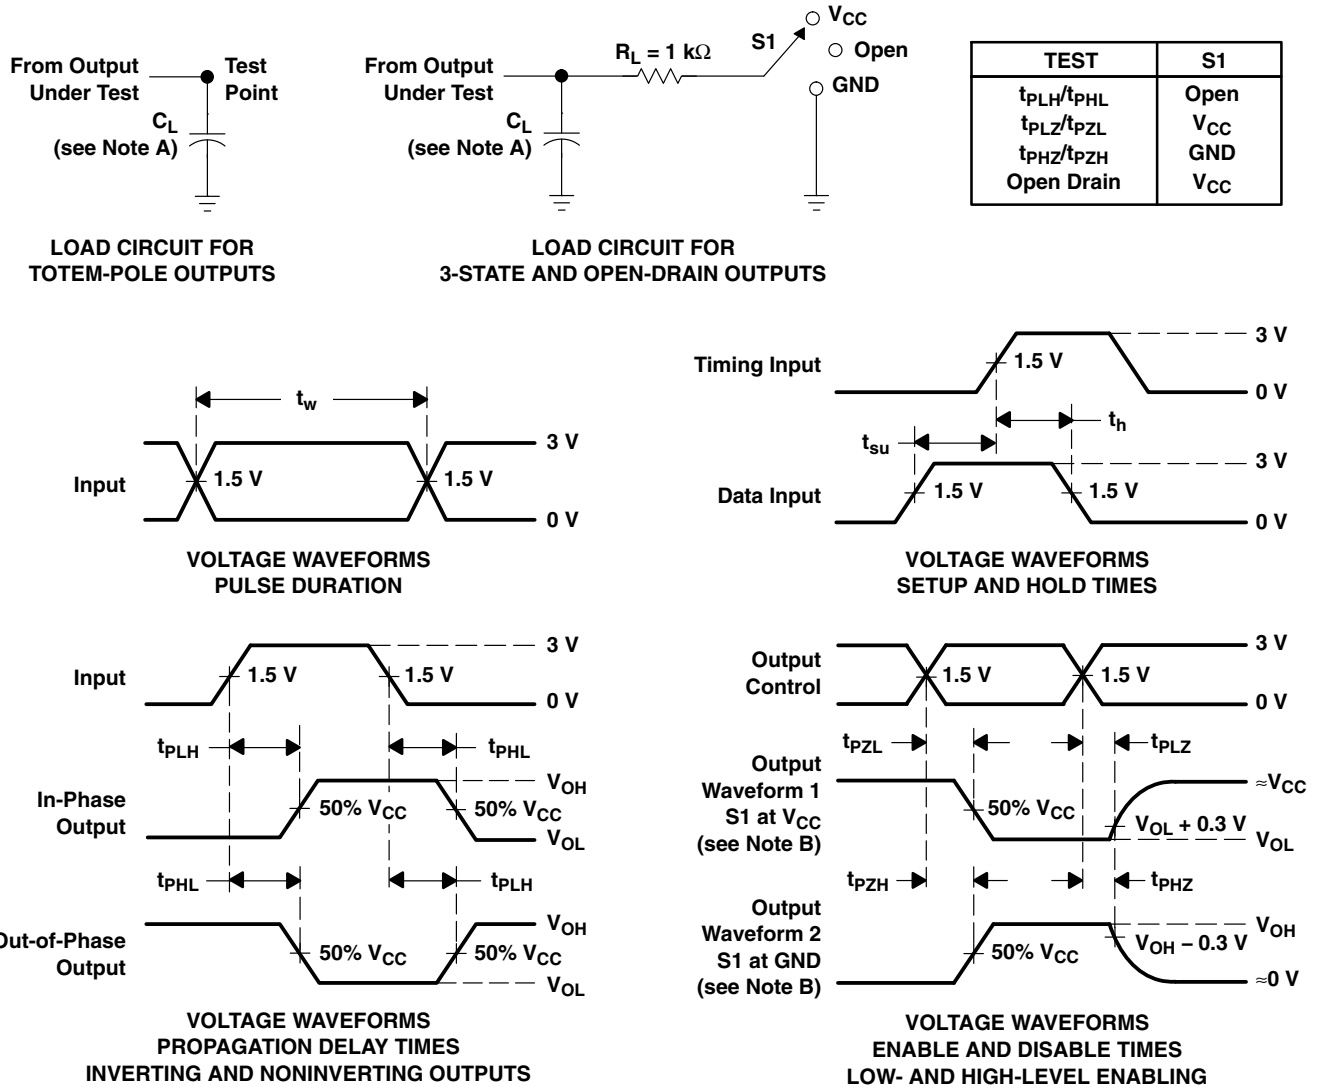 From Output
Under Test
Test
Point
C_L
(see Note A)
LOAD CIRCUIT FOR
TOTEM-POLE OUTPUTS
From Output
Under Test
R_L = 1 kΩ
S1
V_CC
Open
GND
C_L
(see Note A)
LOAD CIRCUIT FOR
3-STATE AND OPEN-DRAIN OUTPUTS
TEST S1
t_PLH/t_PHL Open
t_PLZ/t_PZL V_CC
t_PHZ/t_PZH GND
Open Drain V_CC
t_w
3 V
Input
1.5 V
1.5 V
0 V
VOLTAGE WAVEFORMS
PULSE DURATION
3 V
Timing Input
1.5 V
0 V
t_h
t_su
3 V
Data Input
1.5 V
1.5 V
0 V
VOLTAGE WAVEFORMS
SETUP AND HOLD TIMES
3 V
Input
1.5 V
1.5 V
0 V
t_PLH
t_PHL
V_OH
In-Phase
Output
50% V_CC
50% V_CC
V_OL
t_PHL
t_PLH
V_OH
Out-of-Phase
Output
50% V_CC
50% V_CC
V_OL
VOLTAGE WAVEFORMS
PROPAGATION DELAY TIMES
INVERTING AND NONINVERTING OUTPUTS
3 V
Output
Control
1.5 V
1.5 V
0 V
t_PZL
t_PLZ
Output
Waveform 1
S1 at V_CC
(see Note B)
50% V_CC
≈V_CC
V_OL + 0.3 V
V_OL
t_PZH
t_PHZ
Output
Waveform 2
S1 at GND
(see Note B)
50% V_CC
V_OH
V_OH − 0.3 V
≈0 V
VOLTAGE WAVEFORMS
ENABLE AND DISABLE TIMES
LOW- AND HIGH-LEVEL ENABLING